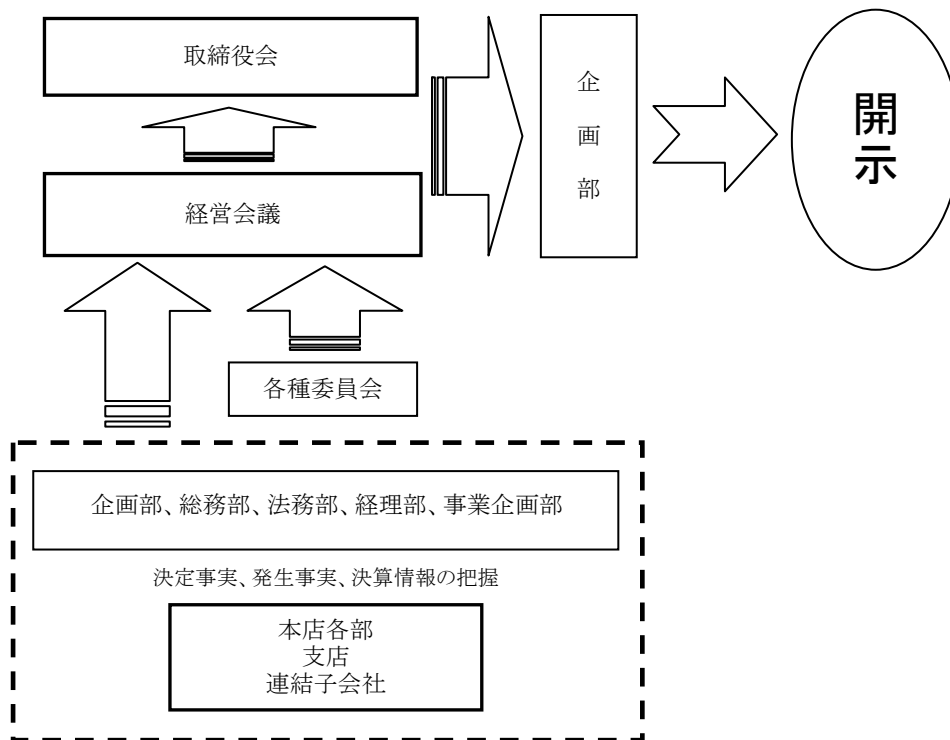 取締役会
企画部
開示
経営会議
各種委員会
企画部、総務部、法務部、経理部、事業企画部
決定事実、発生事実、決算情報の把握
本店各部
支店
連結子会社